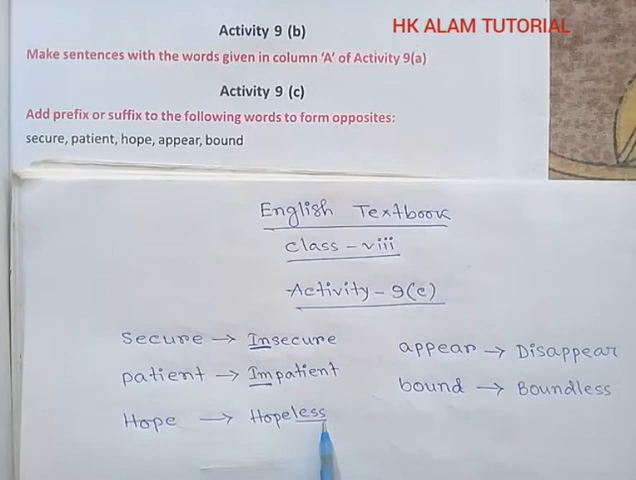 HK ALAM TUTORIAL
Activity 9 (b)
Make sentences with the words given in column ‘A’ of Activity 9(a)
Activity 9 (c)
Add prefix or suffix to the following words to form opposites:
secure, patient, hope, appear, bound
English Textbook
Class - viii
Activity - 9(c)
Secure → Insecure
patient → Impatient
Hope → Hopeless
appear → Disappear
bound → Boundless